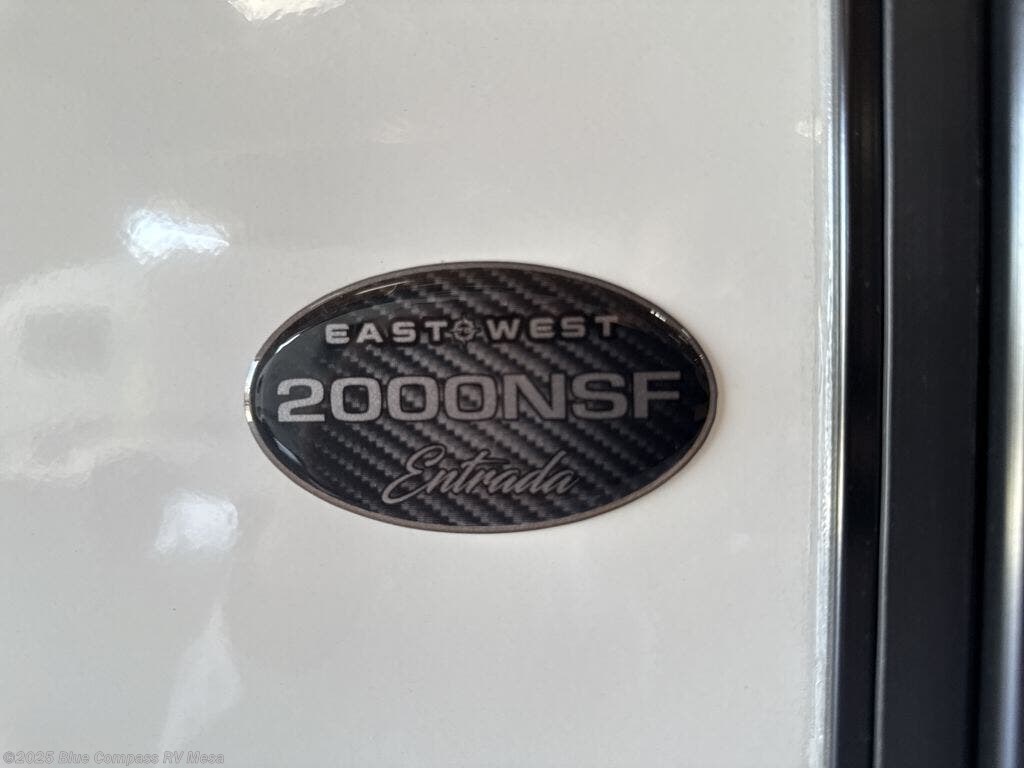 EAST WEST
2000NSF
Entrada
©2025 Blue Compass RV Mesa